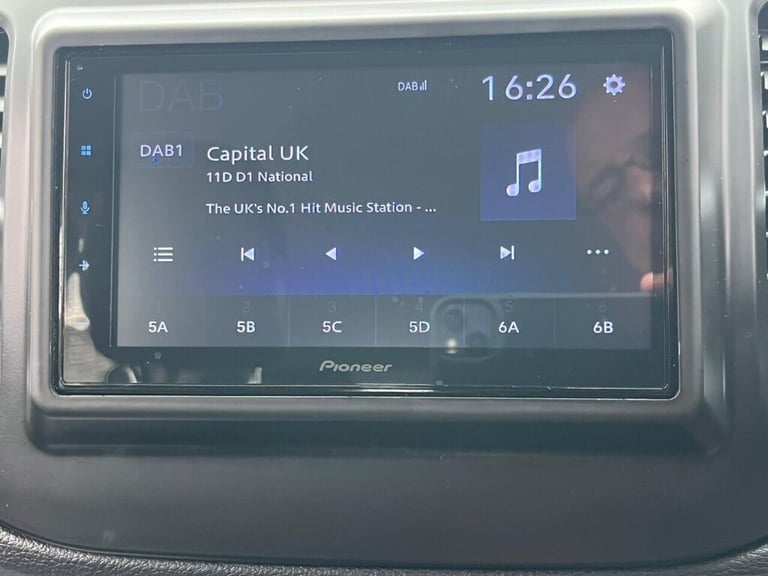 DAB
DAB
16:26
DAB1
Capital UK
11D D1 National
The UK's No.1 Hit Music Station - ...
1 2 3 4 5 6
5A 5B 5C 5D 6A 6B
Pioneer